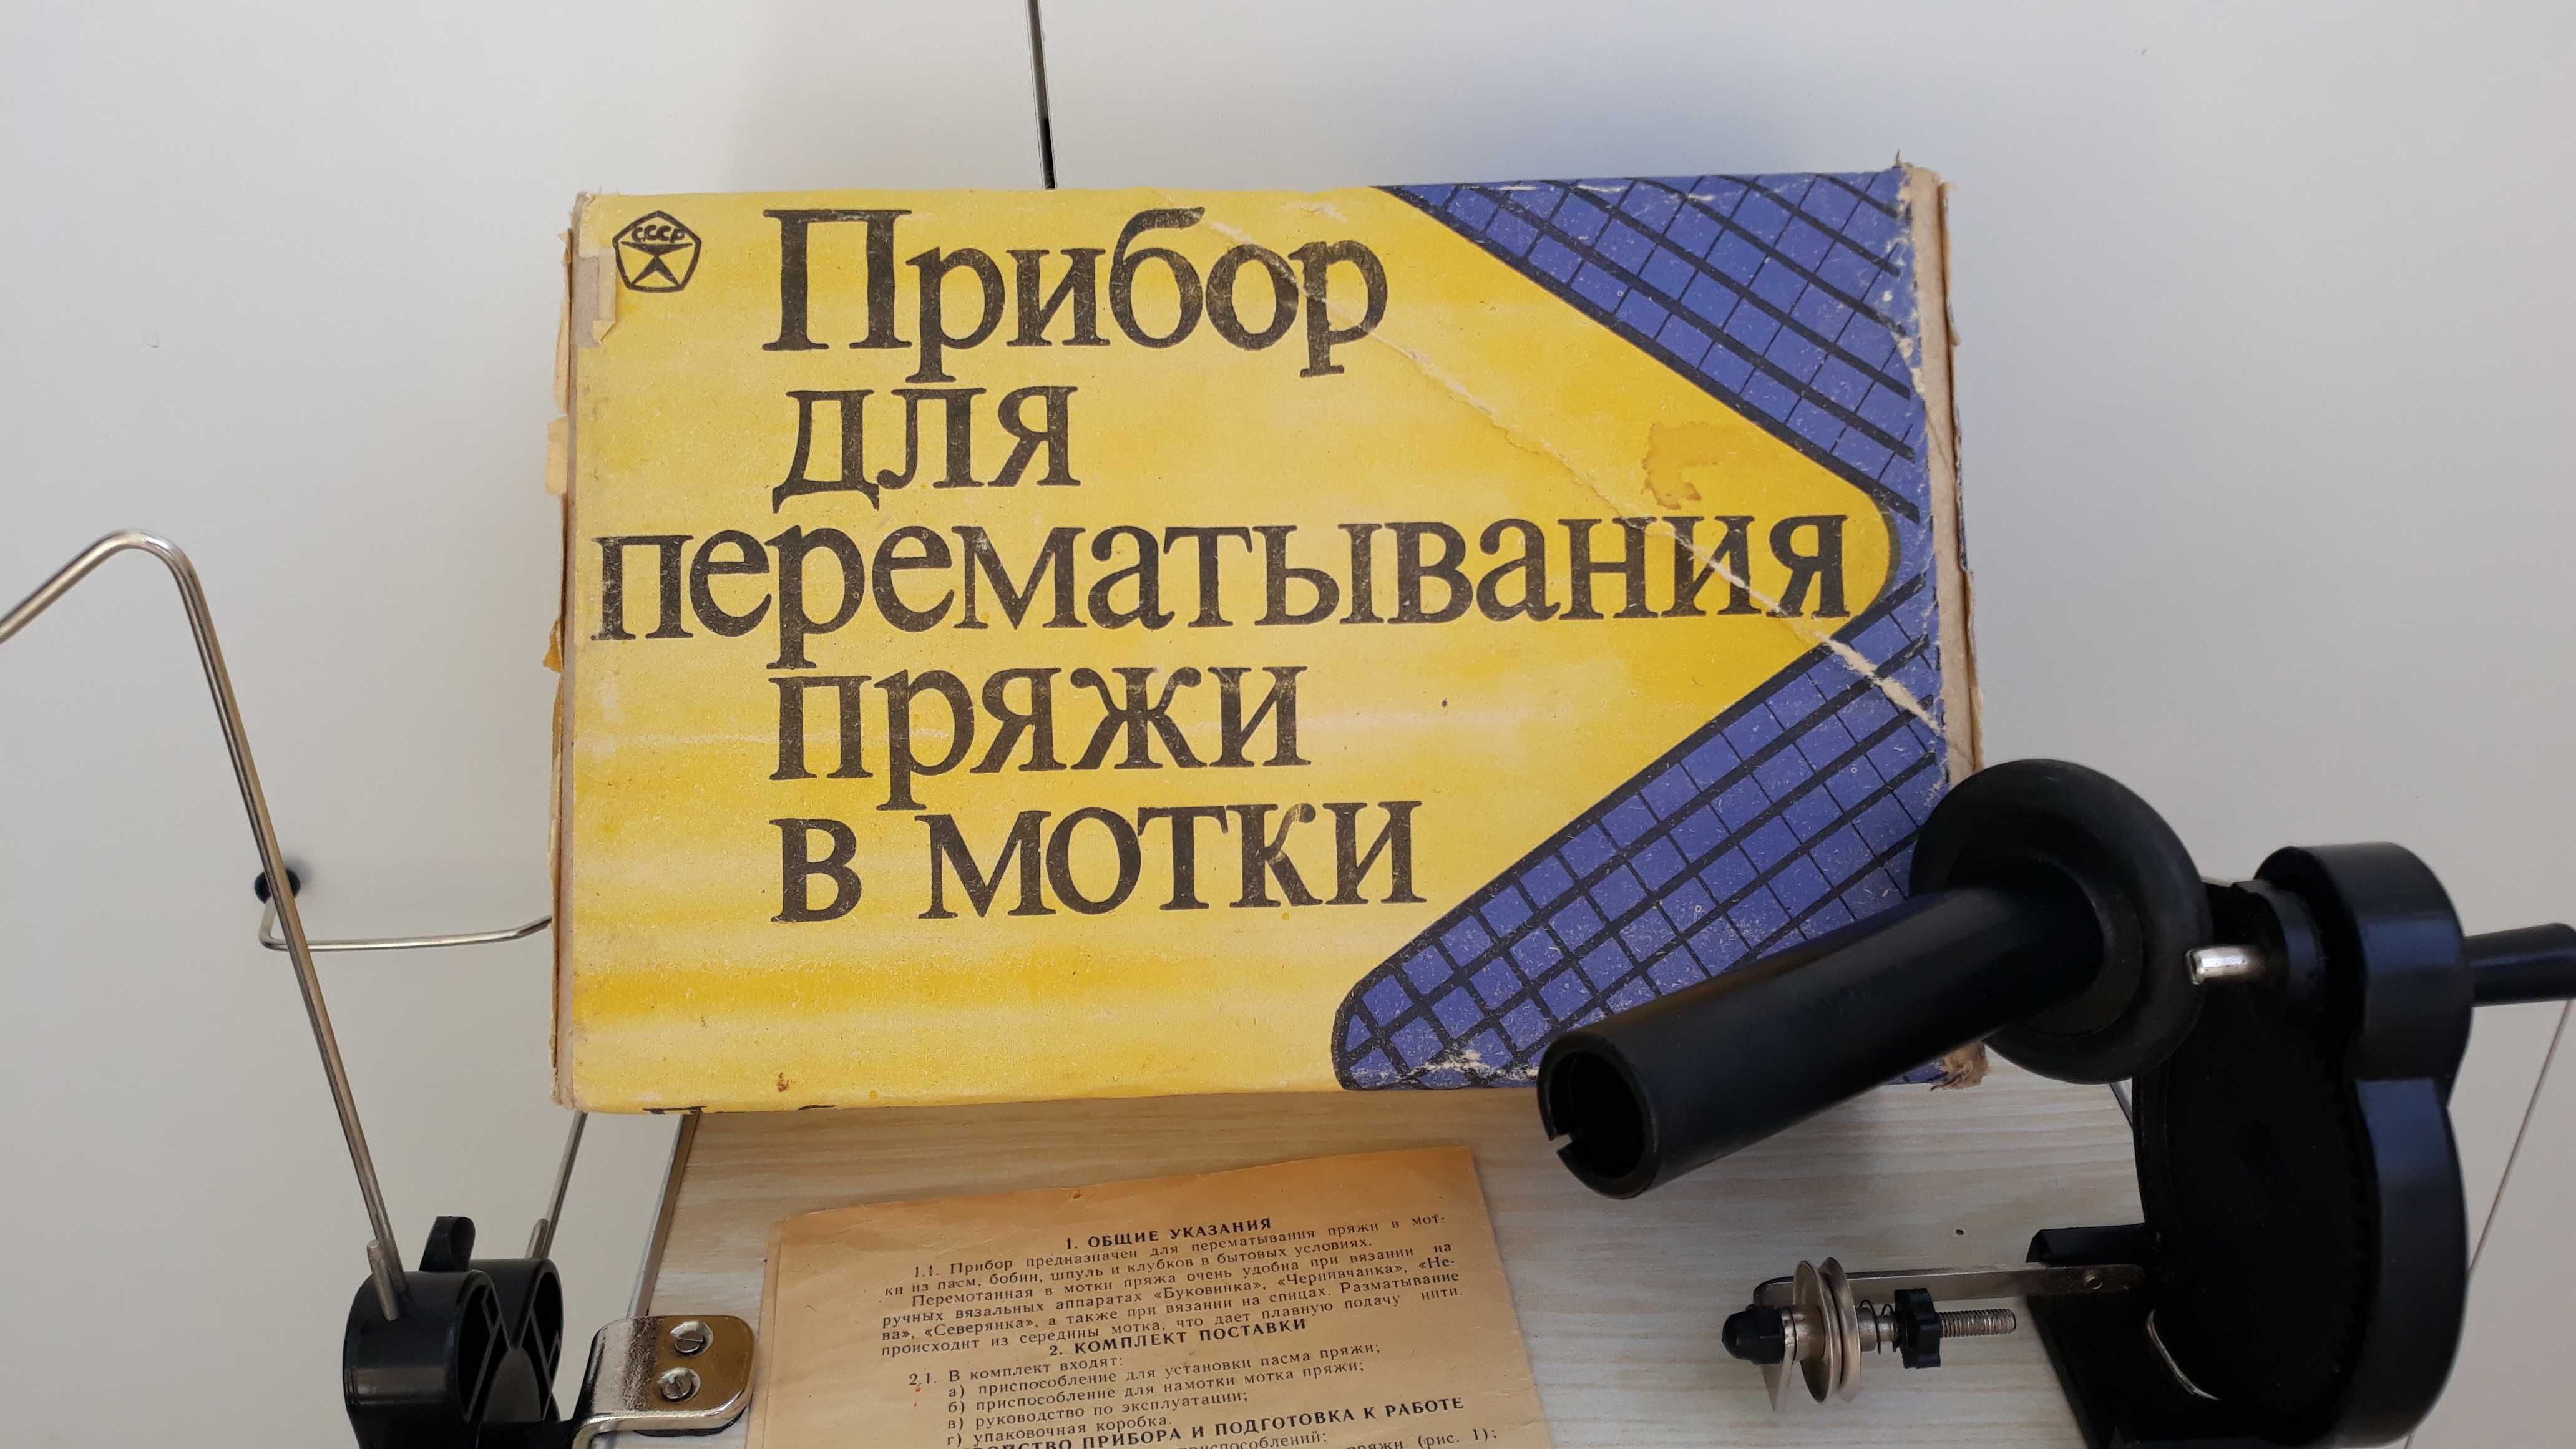 СССР
Прибор
для
перематывания
пряжи
в мотки
1. ОБЩИЕ УКАЗАНИЯ
1.1. Прибор предназначен для перематывания пряжи в мот-
ки из пасм, бобин, шпуль и клубков в бытовых условиях.
Перемотанная в мотки пряжа очень удобна при вязании на
ручных вязальных аппаратах «Буковинка», «Чернивчанка», «Не-
ва», «Северянка», а также при вязании на спицах. Разматывание
происходит из середины мотка, что дает плавную подачу нити.
2. КОМПЛЕКТ ПОСТАВКИ
2.1. В комплект входят:
а) приспособление для установки пасма пряжи;
б) приспособление для намотки мотка пряжи;
в) руководство по эксплуатации;
г) упаковочная коробка.
ПРИБОРА И ПОДГОТОВКА К РАБОТЕ
пряжи (рис. 1);